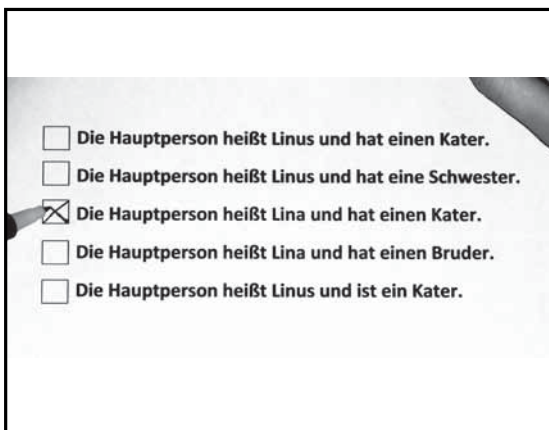 Die Hauptperson heißt Linus und hat einen Kater.
Die Hauptperson heißt Linus und hat eine Schwester.
Die Hauptperson heißt Lina und hat einen Kater.
Die Hauptperson heißt Lina und hat einen Bruder.
Die Hauptperson heißt Linus und ist ein Kater.